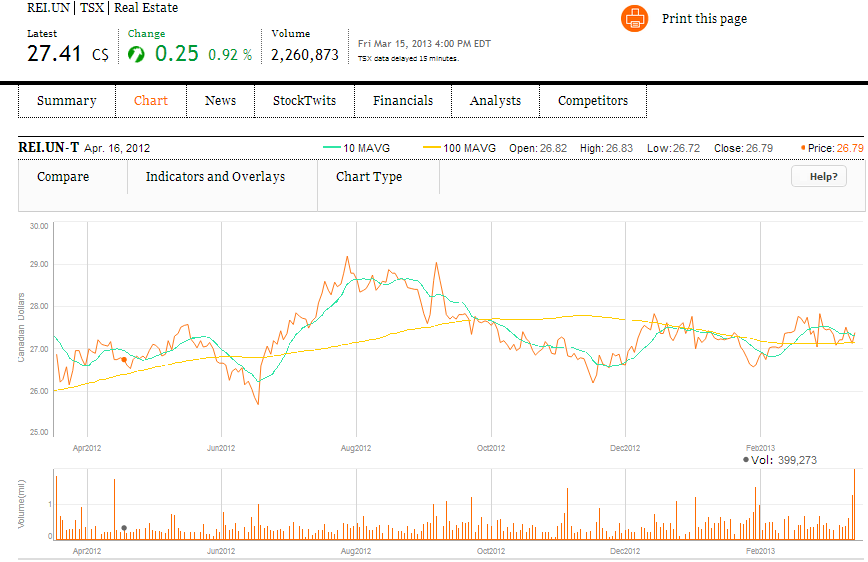 REI.UN | TSX | Real Estate
Print this page
Latest Change Volume
27.41 C$ 0.25 0.92 % 2,260,873
Fri Mar 15, 2013 4:00 PM EDT
TSX data delayed 15 minutes.
Summary Chart News StockTwits Financials Analysts Competitors
REI.UN-T Apr. 16, 2012 10 MAVG 100 MAVG Open: 26.82 High: 26.83 Low: 26.72 Close: 26.79 Price: 26.79
Compare Indicators and Overlays Chart Type Help?
30.00
29.00
28.00
27.00
26.00
25.00
Canadian Dollars
Apr2012 Jun2012 Aug2012 Oct2012 Dec2012 Feb2013
Vol: 399,273
1
0
Volume(mil)
Apr2012 Jun2012 Aug2012 Oct2012 Dec2012 Feb2013